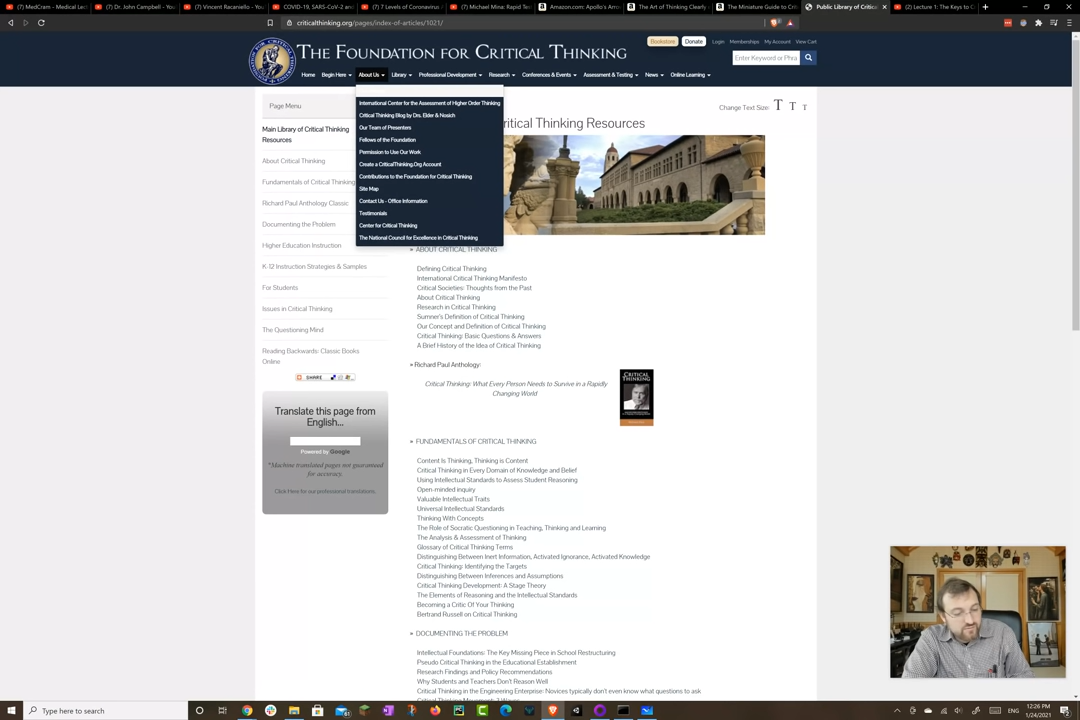 MedCram - Medical Lec
Dr. John Campbell - You
Vincent Racaniello - You
COVID-19, SARS-CoV-2 and
7 Levels of Coronavirus
Michael Mina: Rapid Tes
Amazon.com: Apollo's Arro
The Art of Thinking Clearly
The Miniature Guide to Crit
Public Library of Critical
Lecture 1: The Keys to C
criticalthinking.org/pages/index-of-articles/1021/
THE FOUNDATION FOR CRITICAL THINKING
Bookstore
Donate
Login
Memberships
My Account
View Cart
Enter Keyword or Phra
Home
Begin Here
About Us
Library
Professional Development
Research
Conferences & Events
Assessment & Testing
News
Online Learning
International Center for the Assessment of Higher Order Thinking
Critical Thinking Blog by Drs. Elder & Nosich
Our Team of Presenters
Fellows of the Foundation
Permission to Use Our Work
Create a CriticalThinking.Org Account
Contributions to the Foundation for Critical Thinking
Site Map
Contact Us - Office Information
Testimonials
Center for Critical Thinking
The National Council for Excellence in Critical Thinking
Page Menu
Main Library of Critical Thinking
Resources
About Critical Thinking
Fundamentals of Critical Thinking
Richard Paul Anthology Classic
Documenting the Problem
Higher Education Instruction
K-12 Instruction Strategies & Samples
For Students
Issues in Critical Thinking
The Questioning Mind
Reading Backwards: Classic Books
Online
SHARE
Translate this page from
English...
Powered by Google
*Machine translated pages not guaranteed
for accuracy.
Click Here for our professional translations.
Change Text Size: T T T
ritical Thinking Resources
» ABOUT CRITICAL THINKING
Defining Critical Thinking
International Critical Thinking Manifesto
Critical Societies: Thoughts from the Past
About Critical Thinking
Research in Critical Thinking
Sumner's Definition of Critical Thinking
Our Concept and Definition of Critical Thinking
Critical Thinking: Basic Questions & Answers
A Brief History of the Idea of Critical Thinking
» Richard Paul Anthology:
Critical Thinking: What Every Person Needs to Survive in a Rapidly
Changing World
CRITICAL
THINKING
» FUNDAMENTALS OF CRITICAL THINKING
Content Is Thinking, Thinking is Content
Critical Thinking in Every Domain of Knowledge and Belief
Using Intellectual Standards to Assess Student Reasoning
Open-minded inquiry
Valuable Intellectual Traits
Universal Intellectual Standards
Thinking With Concepts
The Role of Socratic Questioning in Teaching, Thinking and Learning
The Analysis & Assessment of Thinking
Glossary of Critical Thinking Terms
Distinguishing Between Inert Information, Activated Ignorance, Activated Knowledge
Critical Thinking: Identifying the Targets
Distinguishing Between Inferences and Assumptions
Critical Thinking Development: A Stage Theory
The Elements of Reasoning and the Intellectual Standards
Becoming a Critic Of Your Thinking
Bertrand Russell on Critical Thinking
» DOCUMENTING THE PROBLEM
Intellectual Foundations: The Key Missing Piece in School Restructuring
Pseudo Critical Thinking in the Educational Establishment
Research Findings and Policy Recommendations
Why Students and Teachers Don't Reason Well
Critical Thinking in the Engineering Enterprise: Novices typically don't even know what questions to ask
Type here to search
12:26 PM
1/24/2021